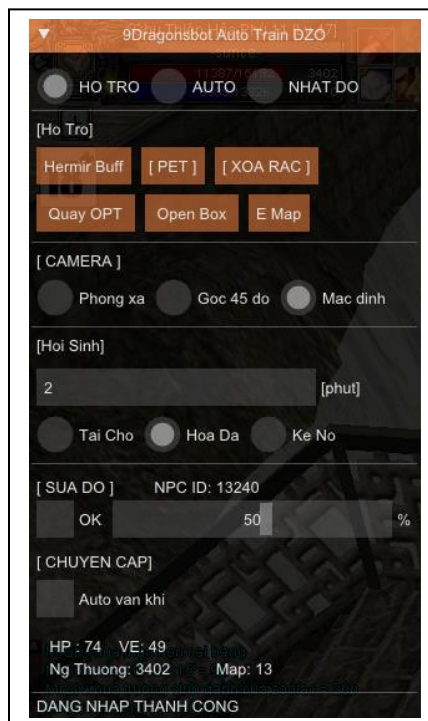 9Dragonsbot Auto Train DZO
HO TRO AUTO NHAT DO
[Ho Tro]
Hermir Buff [ PET ] [ XOA RAC ]
Quay OPT Open Box E Map
[ CAMERA ]
Phong xa Goc 45 do Mac dinh
[Hoi Sinh]
2 [phut]
Tai Cho Hoa Da Ke No
[ SUA DO ] NPC ID: 13240
OK 50 %
[ CHUYEN CAP]
Auto van khi
HP : 74 VE: 49
Ng Thuong: 3402 Map: 13
DANG NHAP THANH CONG